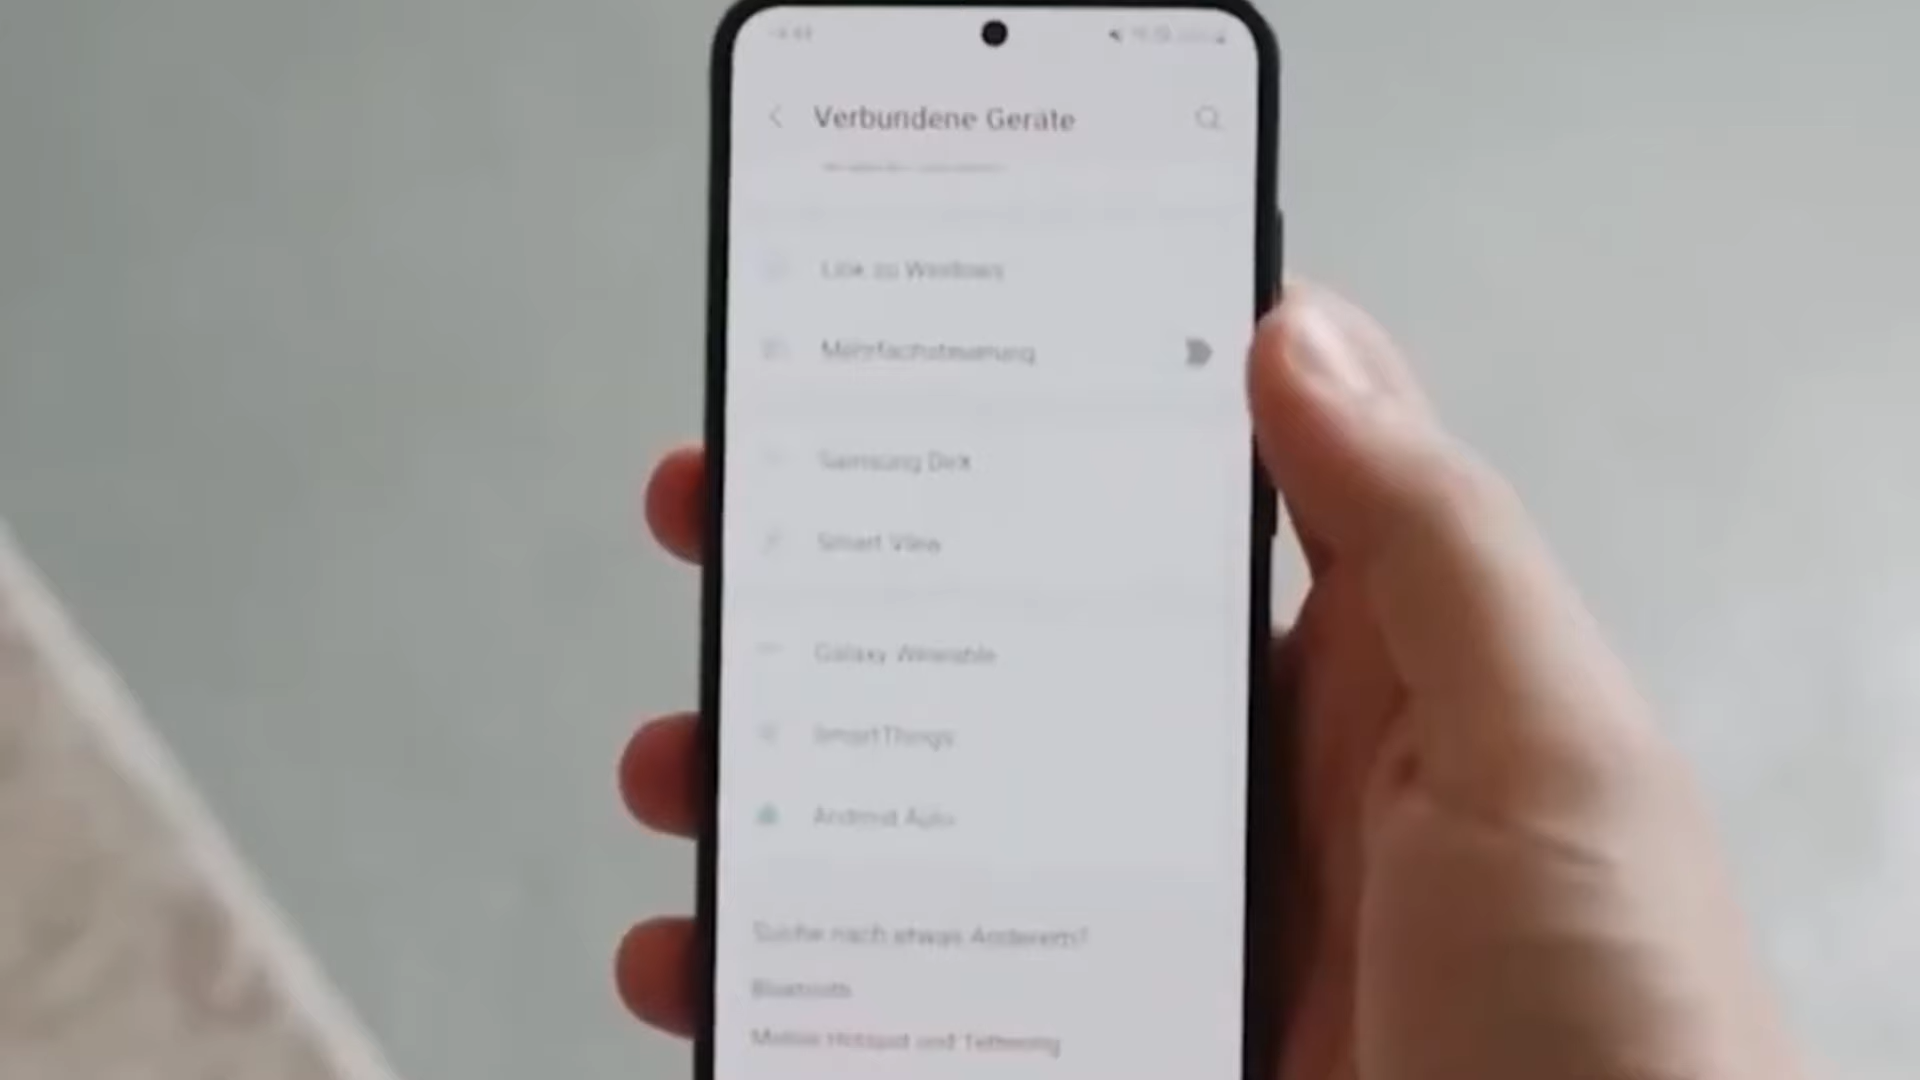 Verbundene Geräte
Link zu Windows
Mehrfachsteuerung
Samsung DeX
Smart View
Galaxy Wearable
SmartThings
Android Auto
Suche nach etwas Anderem?
Bluetooth
Mobile Hotspot und Tethering